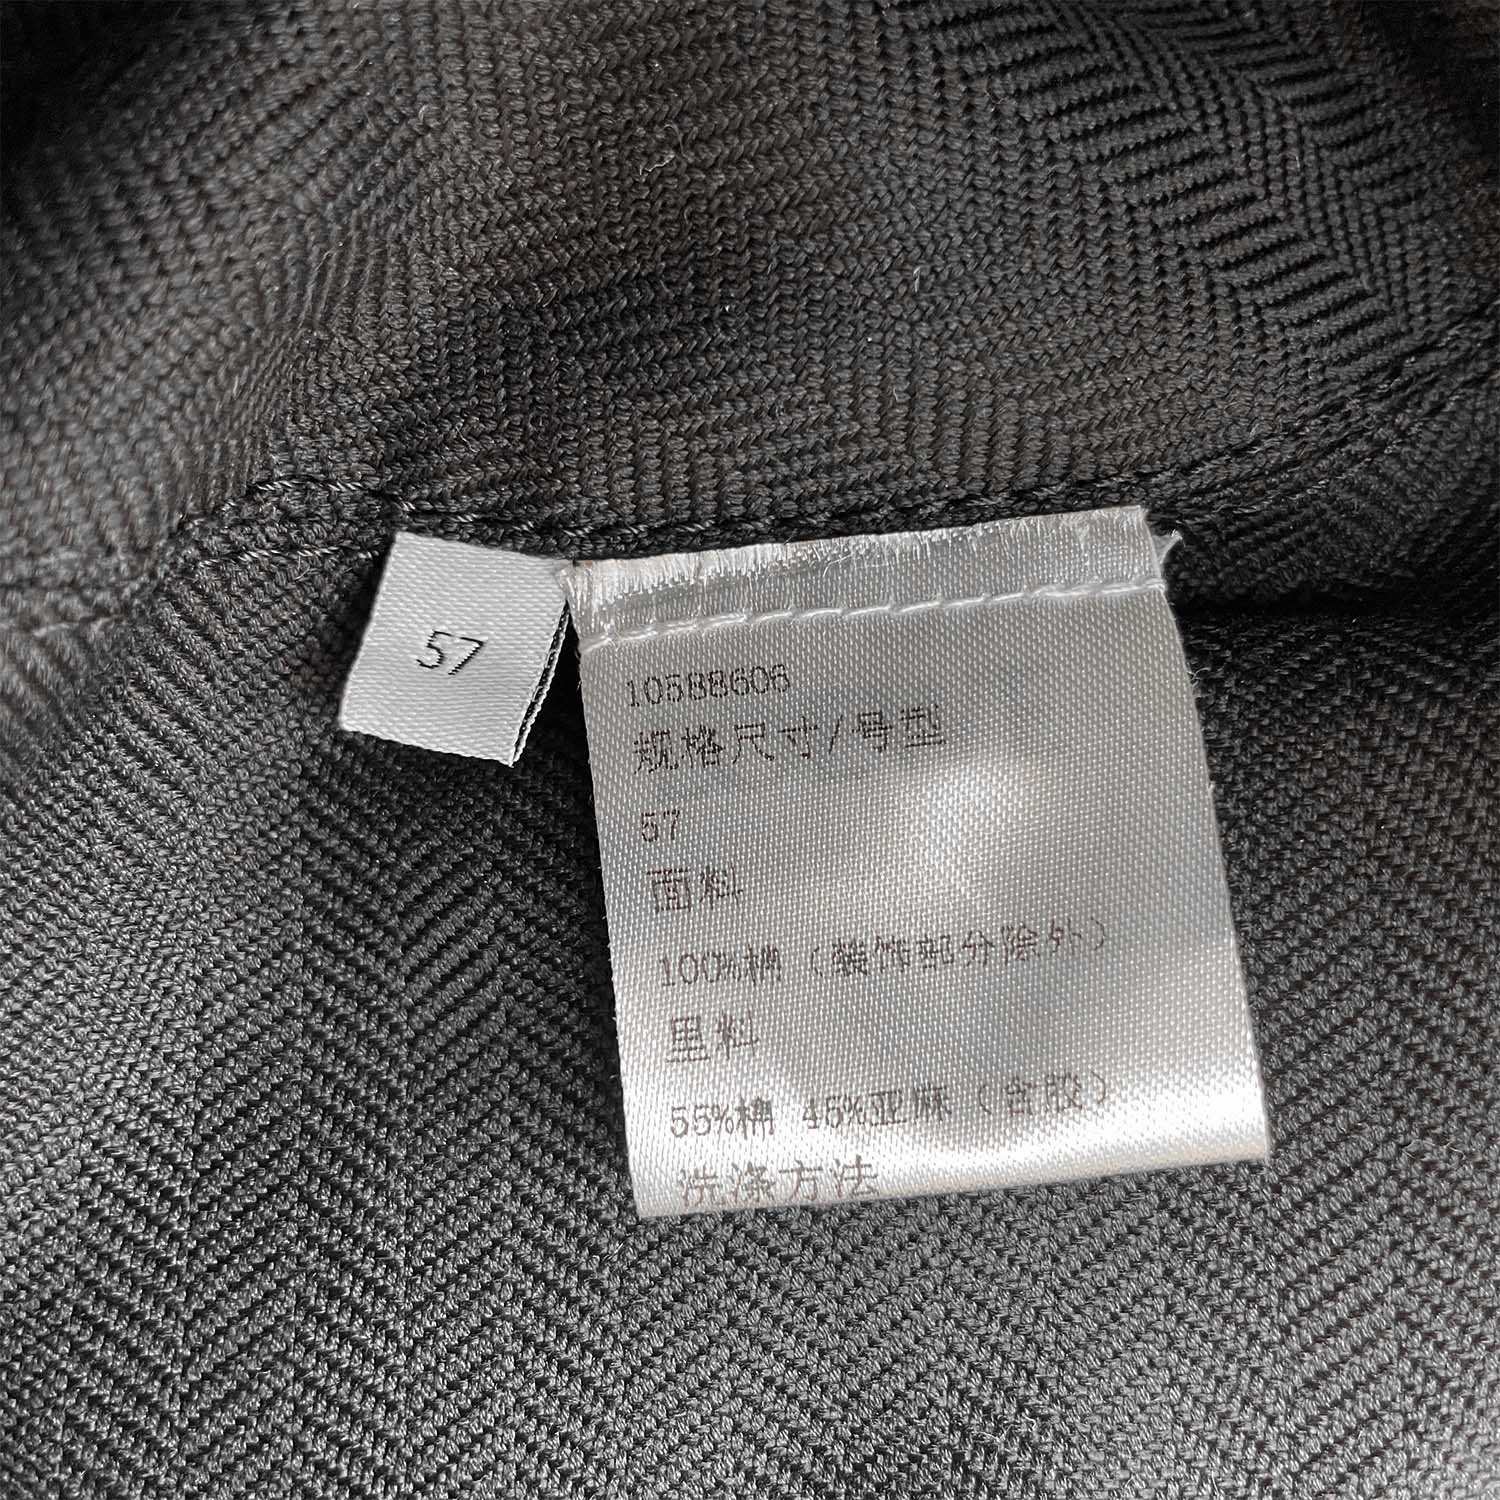 57
10588606
规格尺寸/号型
57
面料
100%棉 (装饰部分除外)
里料
55%棉 45%亚麻 (含胶)
洗涤方法